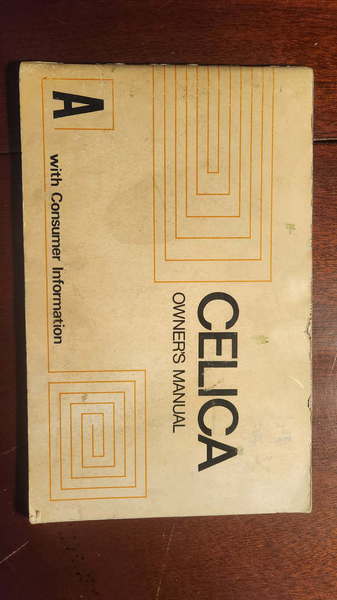 CELICA
OWNER'S MANUAL
A
with Consumer Information